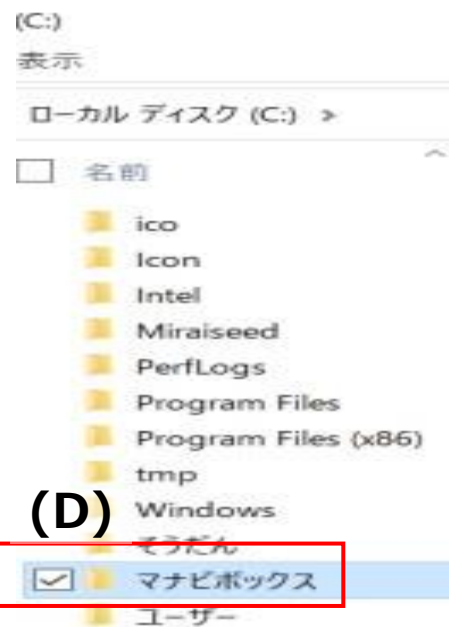 (C:)
表示
ローカル ディスク (C:) >
名前
ico
Icon
Intel
Miraiseed
PerfLogs
Program Files
Program Files (x86)
tmp
(D)
Windows
そうだん
マナビボックス
ユーザー